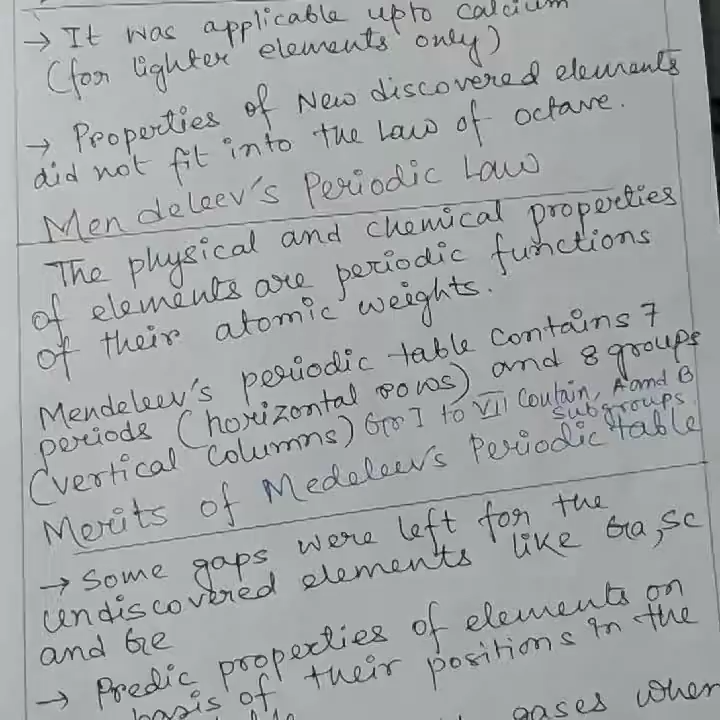 → It was applicable upto calcium
(for lighter elements only)
→ Properties of New discovered elements
did not fit into the Law of octave.
Mendeleev's Periodic Law
The physical and chemical properties
of elements are periodic functions
of their atomic weights.
Mendeleev's periodic table contains 7
periods (horizontal rows) and 8 groups
(vertical columns) Gr I to VII Contain, A and B
subgroups.
Merits of Medeleev's Periodic table
→ Some gaps were left for the
undiscovered elements like Ga, Sc
and Ge
→ Predic properties of elements on
basis of their positions in the
gases when